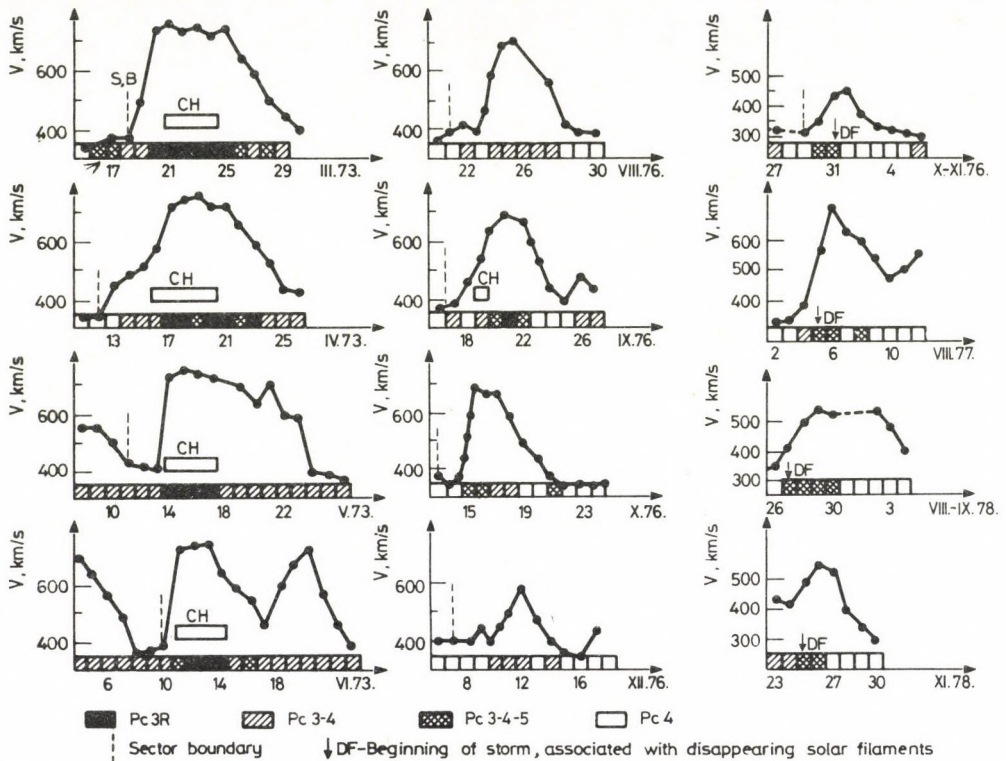 V, km/s
600
400
S,B
CH
17 21 25 29 III.73.
V, km/s
600
400
22 26 30 VIII.76.
V, km/s
500
400
300
DF
27 31 4 X-XI.76.
V, km/s
600
400
CH
13 17 21 25 IV.73.
V, km/s
600
400
CH
18 22 26 IX.76.
V, km/s
600
500
400
DF
2 6 10 VIII.77.
V, km/s
600
400
CH
10 14 18 22 V.73.
V, km/s
600
400
15 19 23 X.76.
V, km/s
500
400
300
DF
26 30 3 VIII.-IX.78.
V, km/s
600
400
CH
6 10 14 18 VI.73.
V, km/s
600
400
8 12 16 XII.76.
V, km/s
500
400
300
DF
23 27 30 XI.78.
Pc3R Pc 3-4 Pc 3-4-5 Pc 4
Sector boundary DF-Beginning of storm, associated with disappearing solar filaments